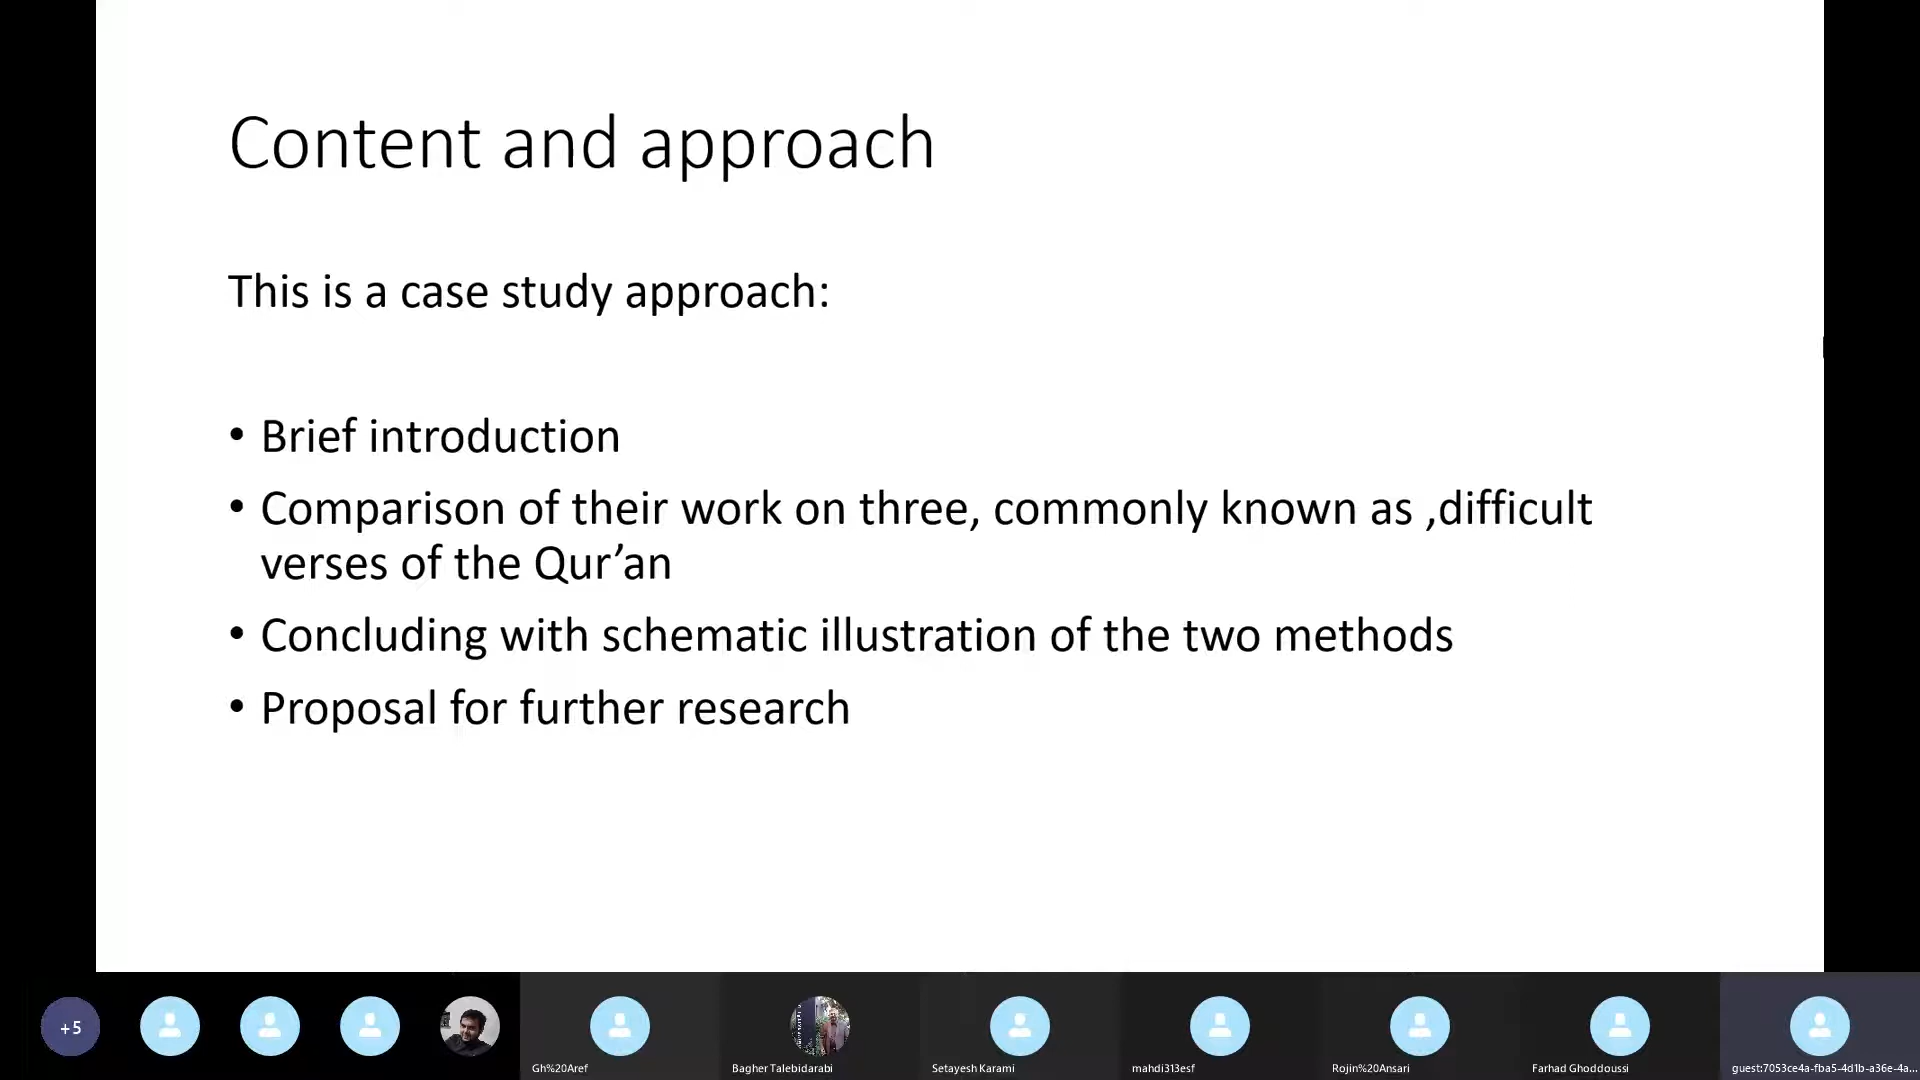 Content and approach
This is a case study approach:
• Brief introduction
• Comparison of their work on three, commonly known as ,difficult
verses of the Qur’an
• Concluding with schematic illustration of the two methods
• Proposal for further research
+5
Gh%20Aref
Bagher Talebidarabi
Setayesh Karami
mahdi313esf
Rojin%20Ansari
Farhad Ghoddoussi
guest:7053ce4a-fba5-4d1b-a36e-4a...